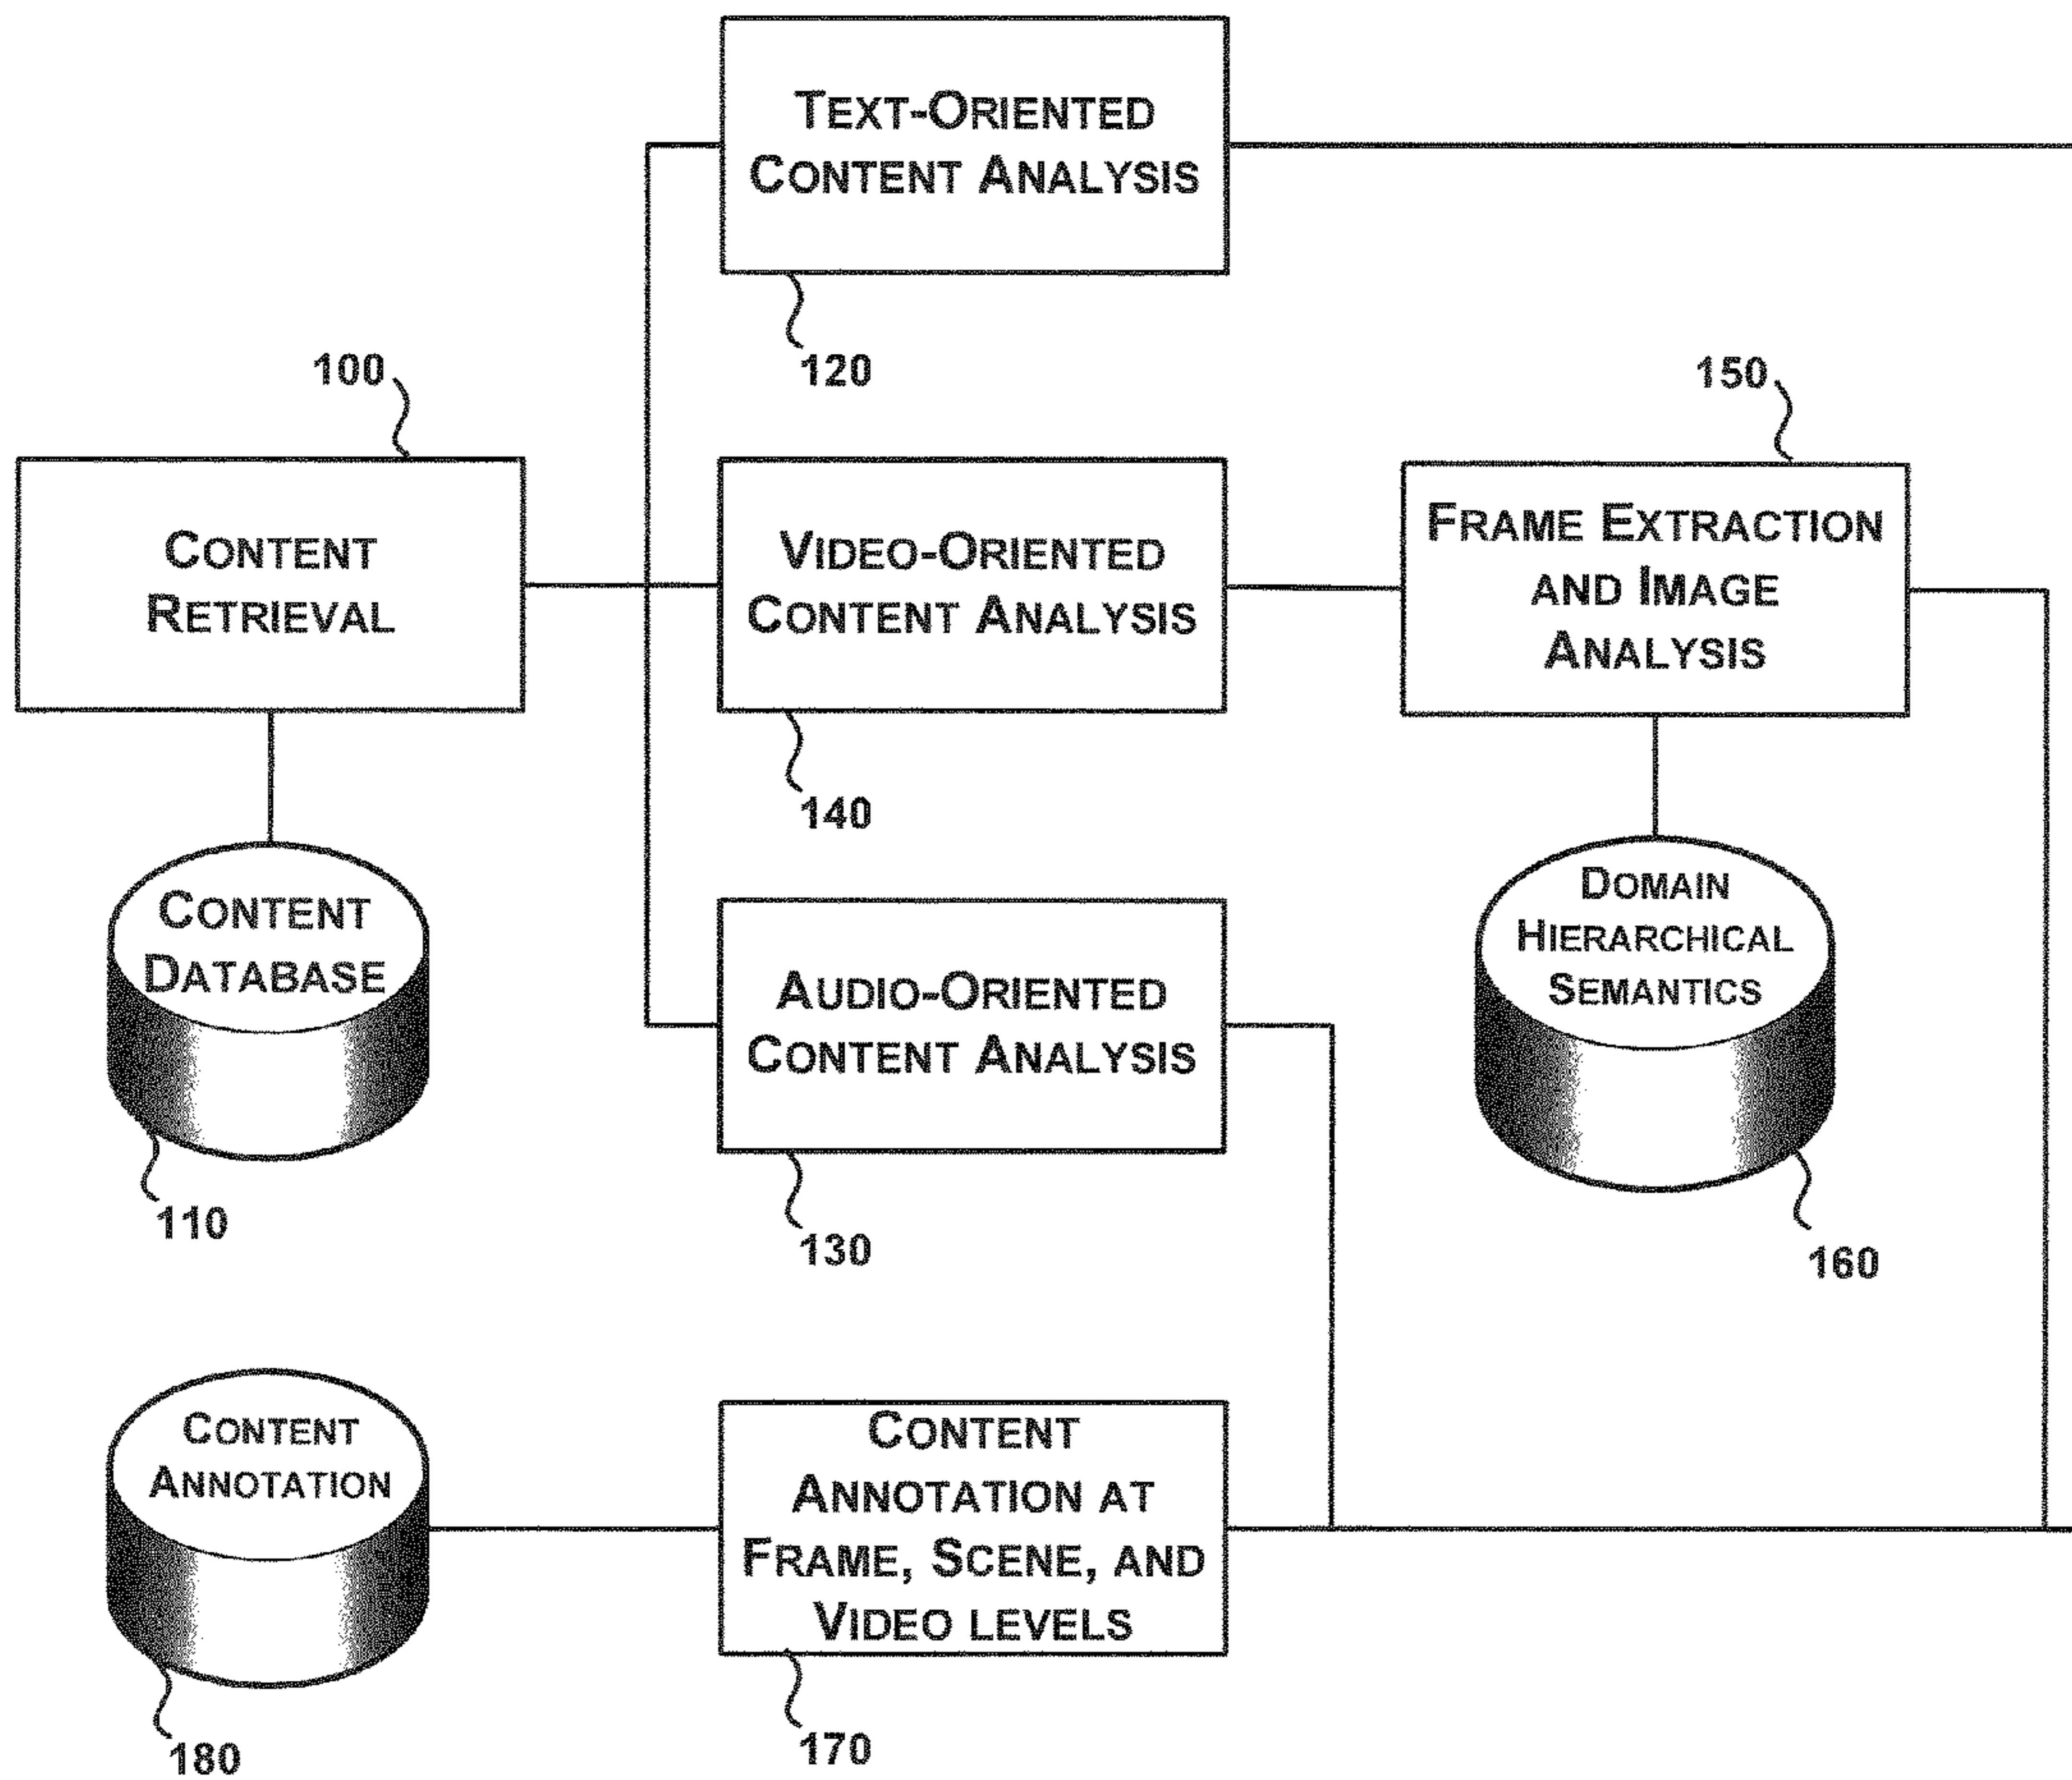 TEXT-ORIENTED
CONTENT ANALYSIS
120
100
150
CONTENT
RETRIEVAL
VIDEO-ORIENTED
CONTENT ANALYSIS
FRAME EXTRACTION
AND IMAGE
ANALYSIS
140
CONTENT
DATABASE
110
AUDIO-ORIENTED
CONTENT ANALYSIS
130
DOMAIN
HIERARCHICAL
SEMANTICS
160
CONTENT
ANNOTATION
180
CONTENT
ANNOTATION AT
FRAME, SCENE, AND
VIDEO LEVELS
170